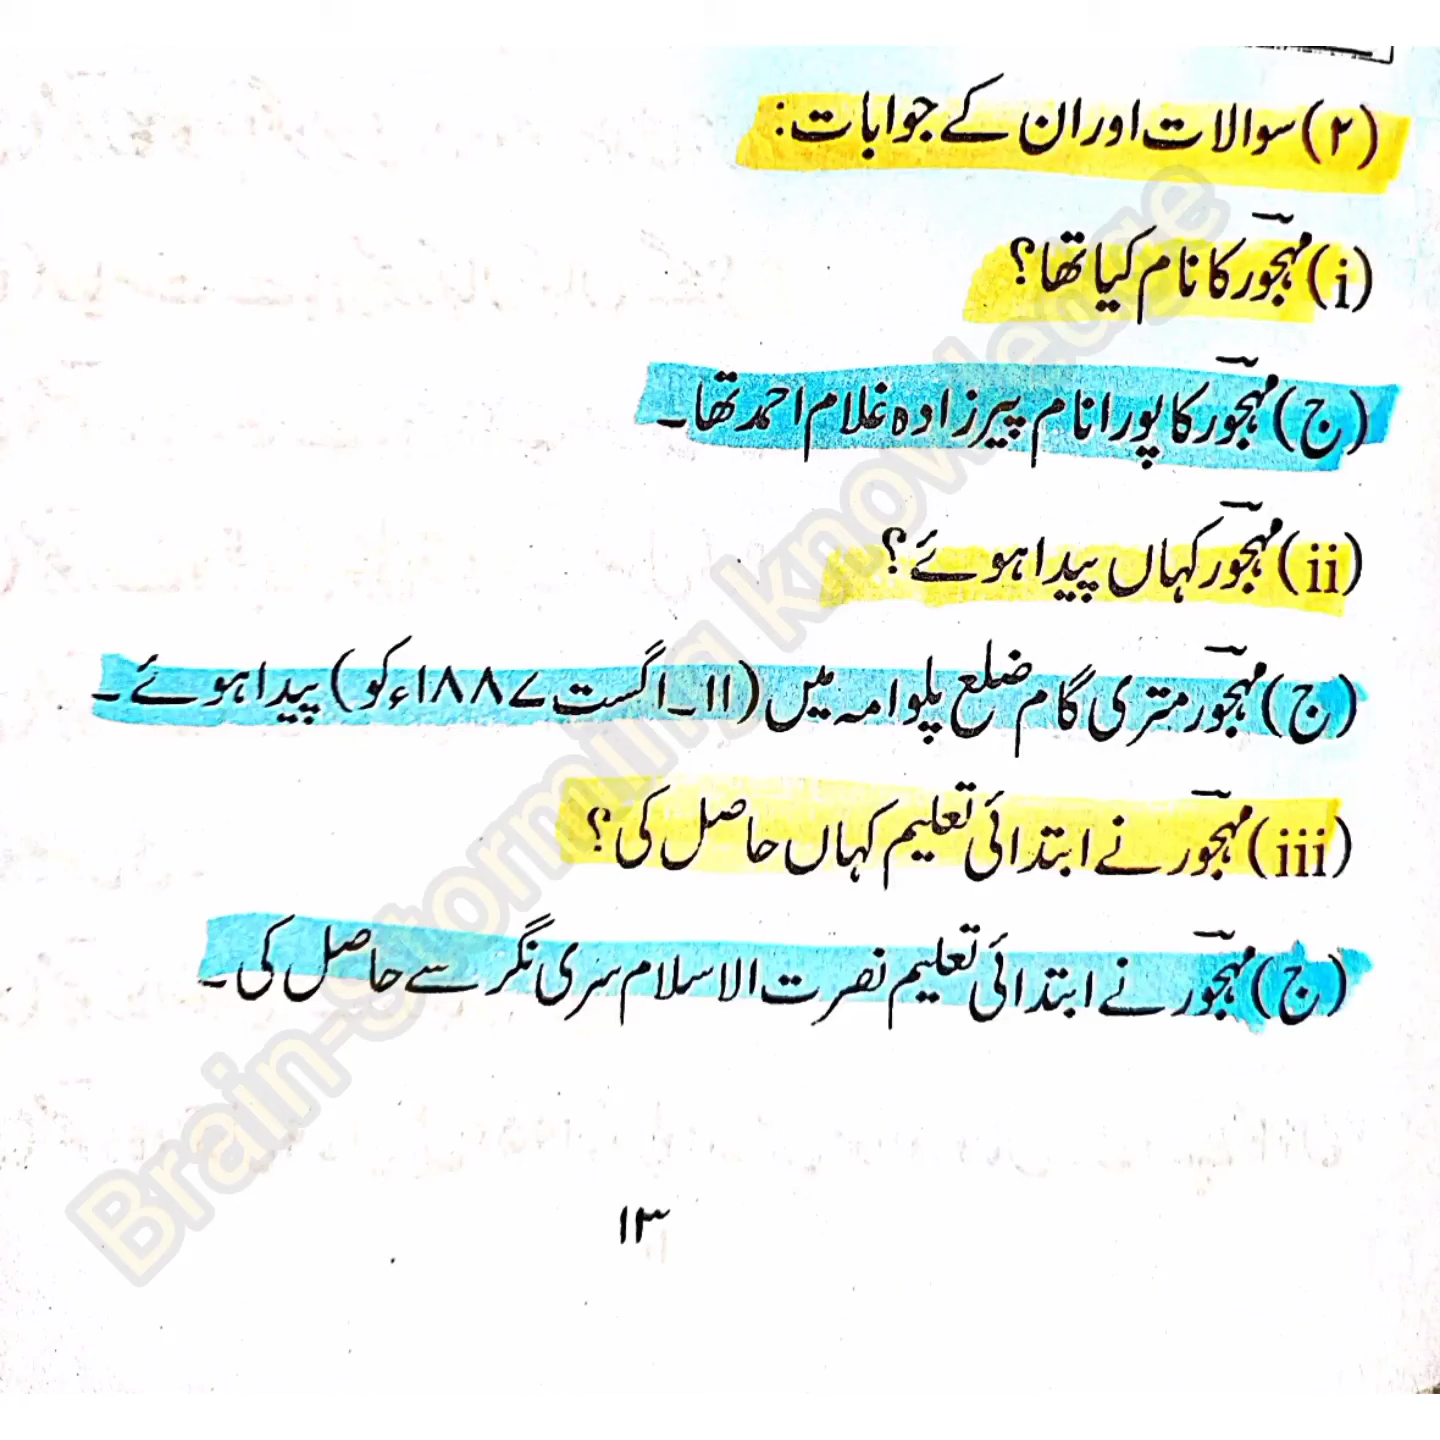 (۲) سوالات اور ان کے جوابات:
(i) مہجور کا نام کیا تھا؟
(ج) مہجور کا پورا نام پیرزادہ غلام احمد تھا۔
(ii) مہجور کہاں پیدا ہوئے؟
(ج) مہجور متری گام ضلع پلوامہ میں (۱۱۔اگست ۱۸۸۷ء کو) پیدا ہوئے۔
(iii) مہجور نے ابتدائی تعلیم کہاں حاصل کی؟
(ج) مہجور نے ابتدائی تعلیم نصرت الاسلام سری نگر سے حاصل کی۔
۱۳
Brain-storming knowledge